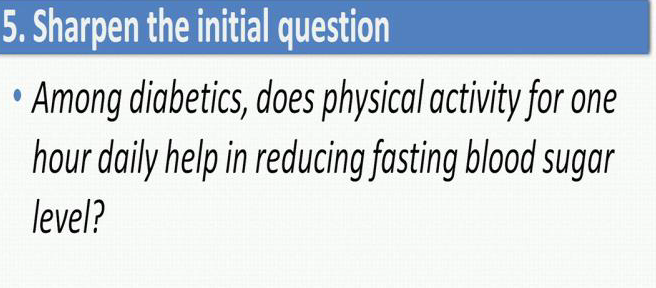 5. Sharpen the initial question
• Among diabetics, does physical activity for one
hour daily help in reducing fasting blood sugar
level?